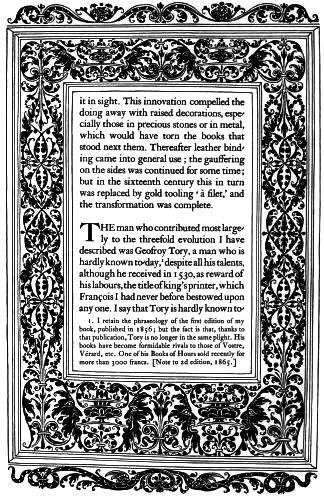 it in sight. This innovation compelled the
doing away with raised decorations, espe-
cially those in precious stones or in metal,
which would have torn the books that
stood next them. Thereafter leather bind-
ing came into general use; the gauffering
on the sides was continued for some time;
but in the sixteenth century this in turn
was replaced by gold tooling ‘à filet,’ and
the transformation was complete.
THE man who contributed most large-
ly to the threefold evolution I have
described was Geofroy Tory, a man who is
hardly known to-day,¹ despite all his talents,
although he received in 1530, as reward of
his labours, the title of king's printer, which
François I had never before bestowed upon
any one. I say that Tory is hardly known to-
1. I retain the phraseology of the first edition of my
book, published in 1856; but the fact is that, thanks to
that publication, Tory is no longer in the same plight. His
books have become formidable rivals to those of Vostre,
Vérard, etc. One of his Books of Hours sold recently for
more than 3000 francs. [Note to 2d edition, 1865.]